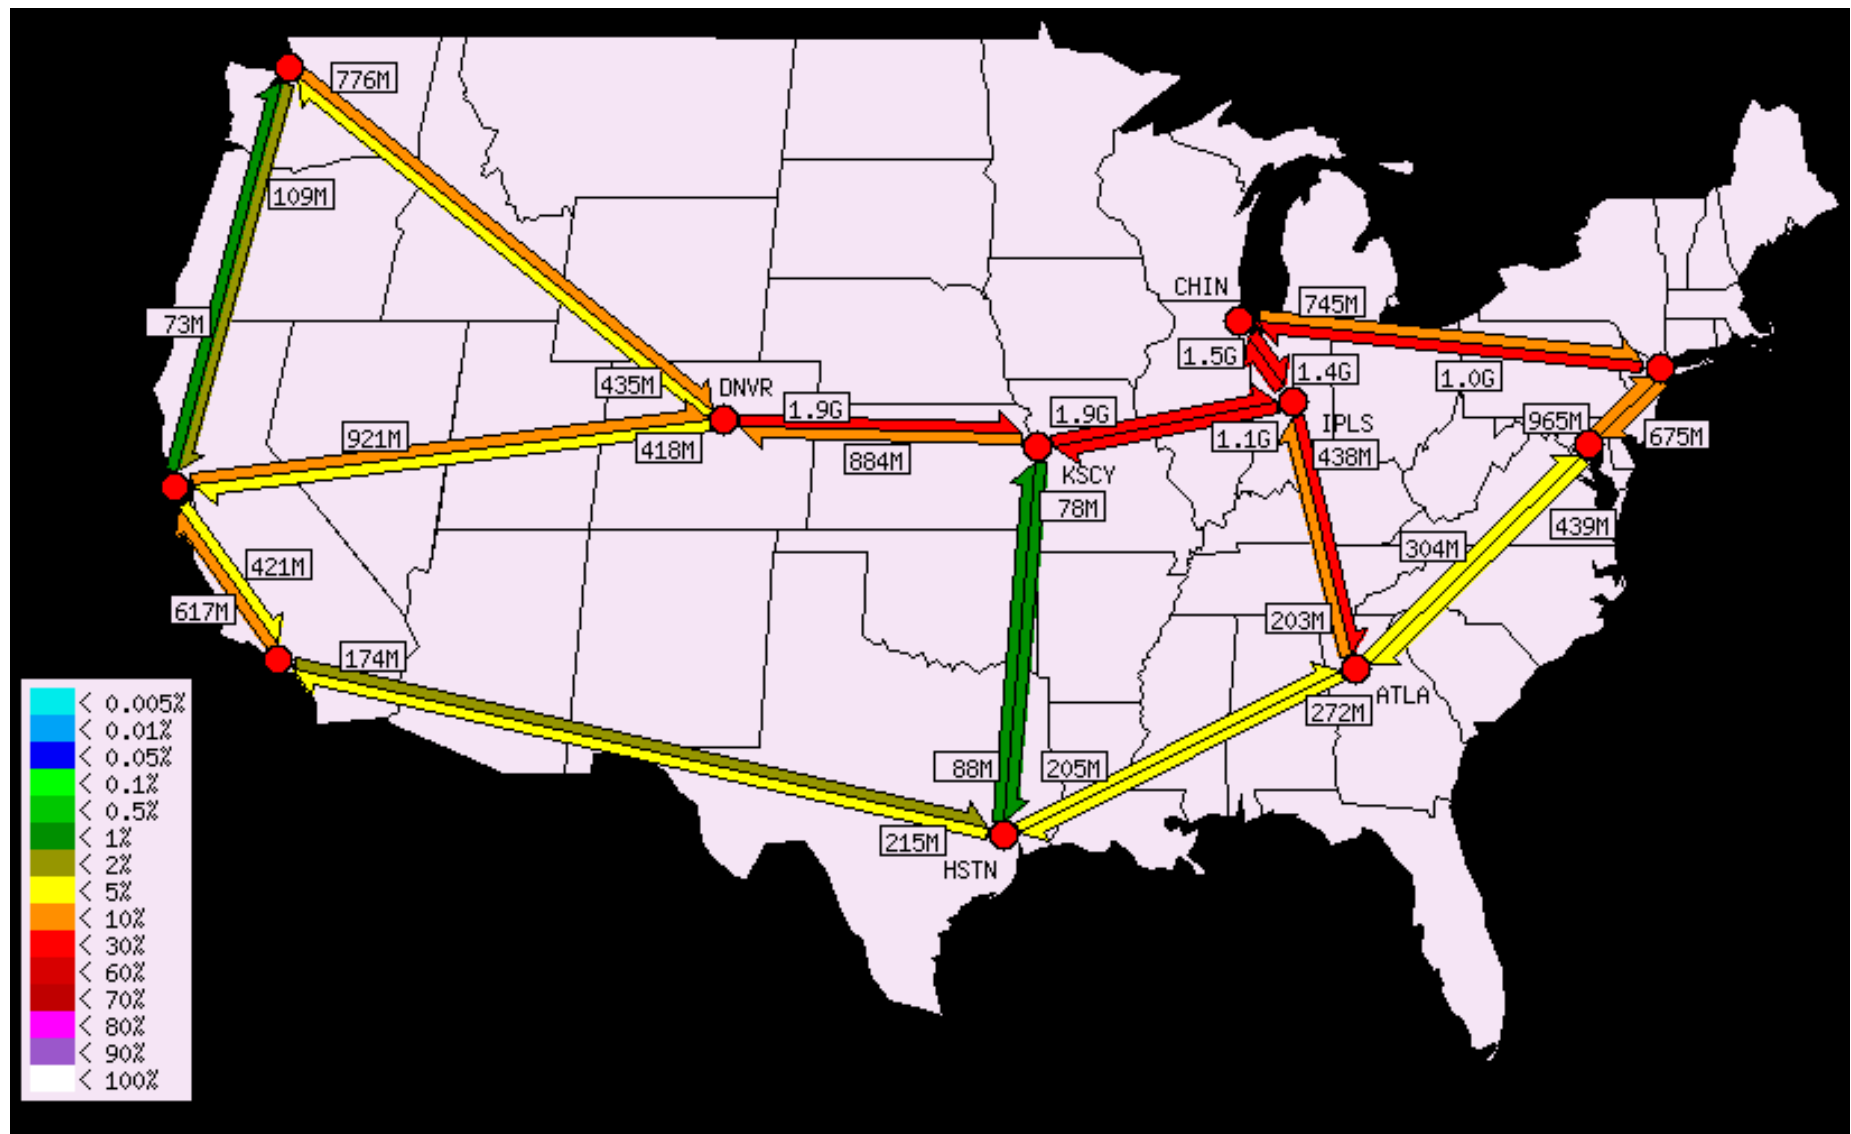 776M
109M
CHIN
745M
73M
1.5G
1.4G
1.0G
435M
DNVR
1.9G
1.9G
965M
IPLS
921M
418M
1.1G
675M
884M
438M
KSCY
78M
439M
304M
421M
617M
203M
174M
ATLA
272M
88M
205M
215M
HSTN
< 0.005%
< 0.01%
< 0.05%
< 0.1%
< 0.5%
< 1%
< 2%
< 5%
< 10%
< 30%
< 60%
< 70%
< 80%
< 90%
< 100%